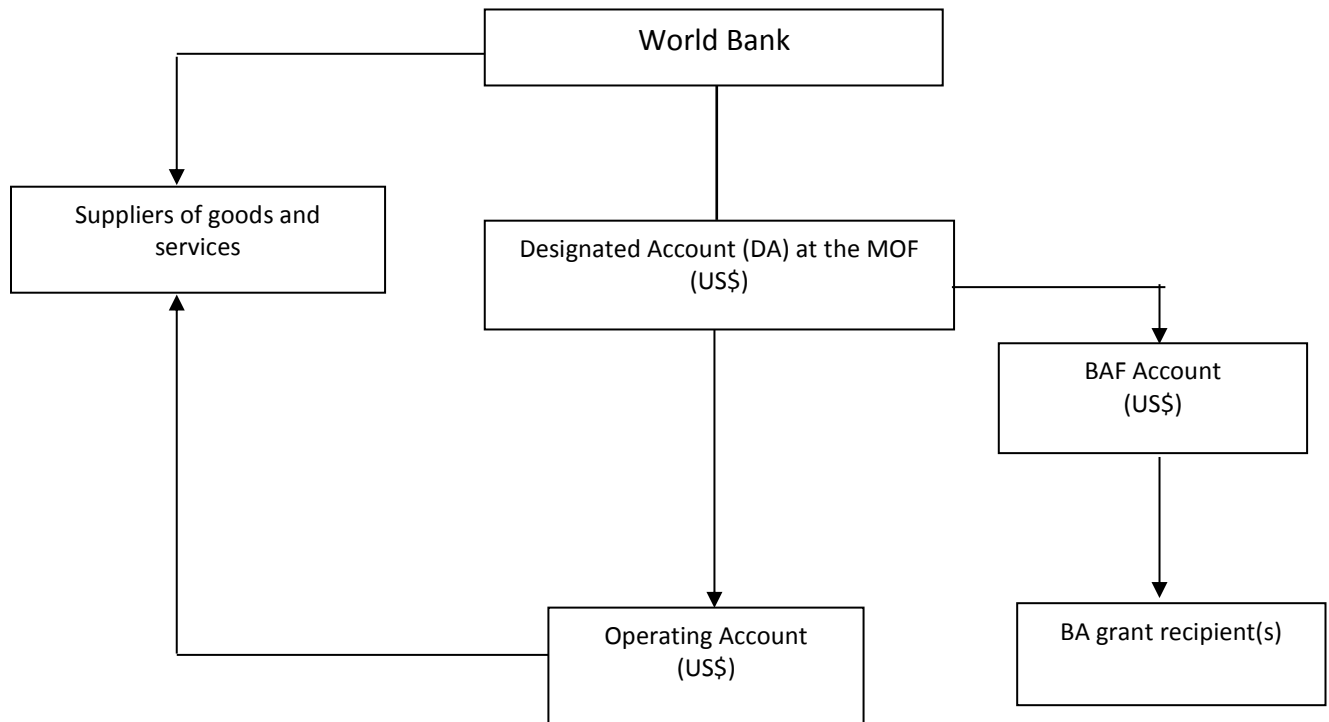 World Bank
Suppliers of goods and
services
Designated Account (DA) at the MOF
(US$)
BAF Account
(US$)
Operating Account
(US$)
BA grant recipient(s)